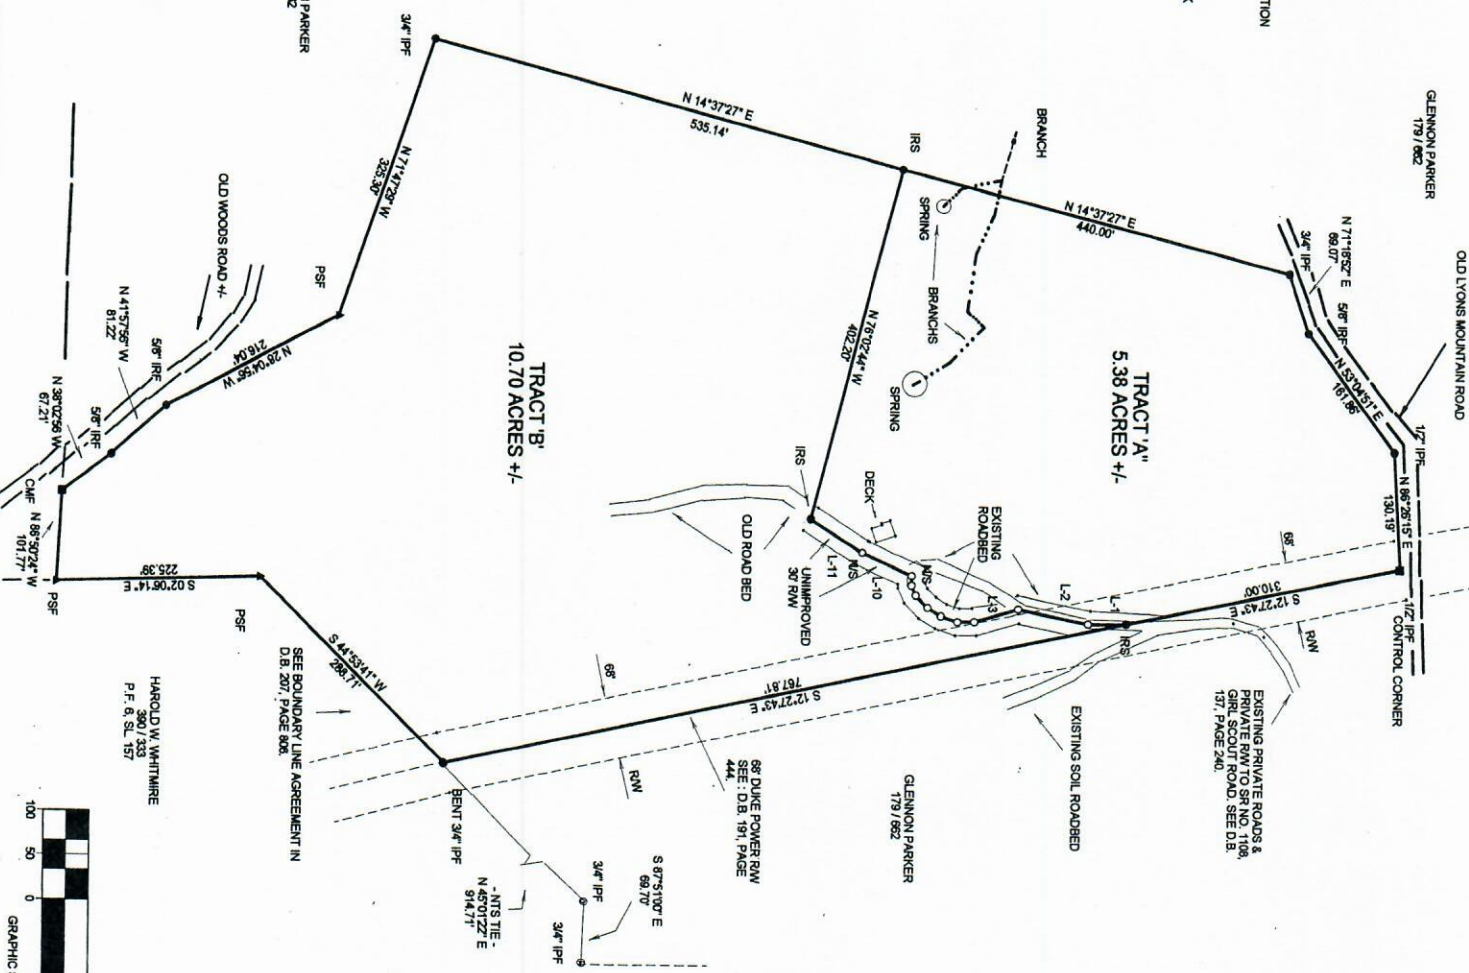 TION
GLENNON PARKER
179 / 662
OLD LYONS MOUNTAIN ROAD
N 71°18'52" E
69.07'
3/4" IPF
5/8" IRF
N 53°04'51" E
161.86'
1/2" IPF
N 86°26'15" E
130.19'
1/2" IPF
CONTROL CORNER
68'
R/W
S 12°27'43" E
310.00'
EXISTING PRIVATE ROADS &
PRIVATE R/W TO SR NO. 1108,
GIRL SCOUT ROAD. SEE D.B.
137, PAGE 240.
BRANCH
N 14°37'27" E
440.00'
IRS
SPRING
BRANCHS
SPRING
TRACT 'A"
5.38 ACRES +/-
N 76°02'44" W
402.20'
IRS
DECK
EXISTING
ROADBED
L-1
L-2
L-3
N/S
L-10
N/S
L-11
IRS
UNIMPROVED
30' R/W
OLD ROAD BED
EXISTING SOIL ROADBED
GLENNON PARKER
179 / 662
3/4" IPF
PARKER
N 14°37'27" E
535.14'
TRACT 'B'
10.70 ACRES +/-
S 12°27'43" E
767.81'
68'
R/W
68' DUKE POWER R/W
SEE : D.B. 191, PAGE
444.
N 71°47'29" W
325.30'
PSF
OLD WOODS ROAD +/-
N 28°04'56" W
216.04'
5/8" IRF
N 41°57'56" W
81.22'
5/8" IRF
N 38°02'56 W
67.21'
CMF
N 86°50'24" W
101.77'
PSF
S 02°06'14" E
225.39'
PSF
S 44°53'41" W
288.71'
SEE BOUNDARY LINE AGREEMENT IN
D.B. 207, PAGE 806.
HAROLD W. WHITMIRE
390 / 333
P.F. 6, SL. 157
BENT 3/4" IPF
- NTS TIE -
N 45°01'22" E
914.71'
3/4" IPF
S 87°51'00" E
69.70'
3/4" IPF
100
50
0
GRAPHIC